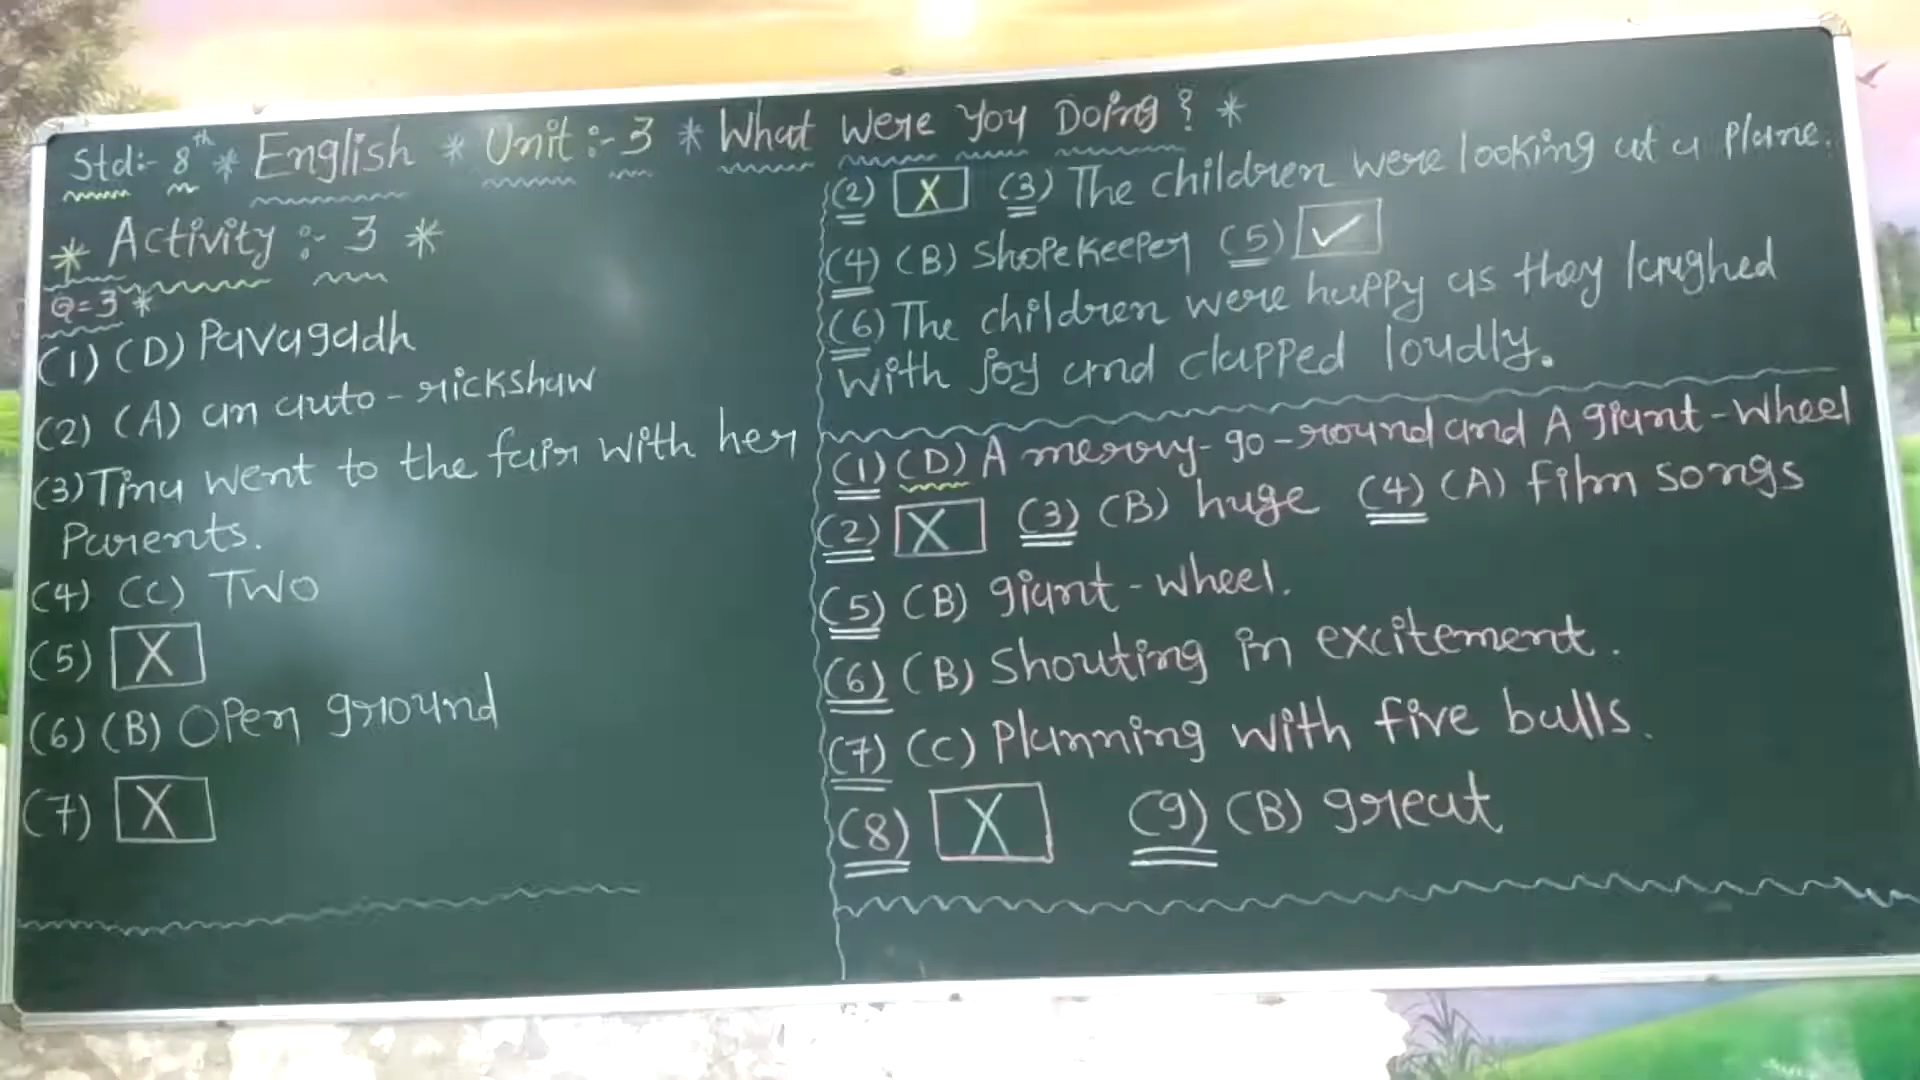 Std:- 8th * English * Unit :- 3 * What Were You Doing ? *
* Activity :- 3 *
Q=3 *
(1) (D) Pavagadh
(2) (A) an auto - rickshaw
(3) Tina went to the fair with her
Parents.
(4) (C) Two
(5) X
(6) (B) Open ground
(7) X
(2) X (3) The children were looking at a Plane.
(4) (B) Shopekeeper (5) ✓
(6) The children were happy as they laughed
with joy and clapped loudly.
(1) (D) A merry-go-round and A giant-wheel
(2) X (3) (B) huge (4) (A) film songs
(5) (B) giant - wheel.
(6) (B) Shouting in excitement.
(7) (C) Planning with five balls.
(8) X (9) (B) great